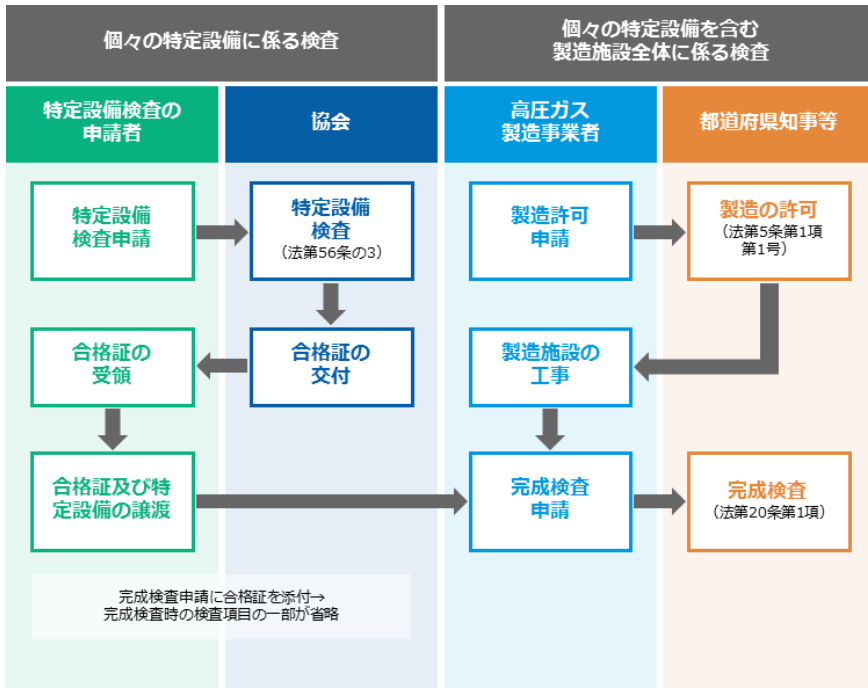 個々の特定設備に係る検査
個々の特定設備を含む
製造施設全体に係る検査
特定設備検査の
申請者
協会
高圧ガス
製造事業者
都道府県知事等
特定設備
検査申請
特定設備
検査
（法第56条の3）
製造許可
申請
製造の許可
（法第5条第1項
第1号）
合格証の
受領
合格証の
交付
製造施設の
工事
合格証及び特
定設備の譲渡
完成検査
申請
完成検査
（法第20条第1項）
完成検査申請に合格証を添付→
完成検査時の検査項目の一部が省略